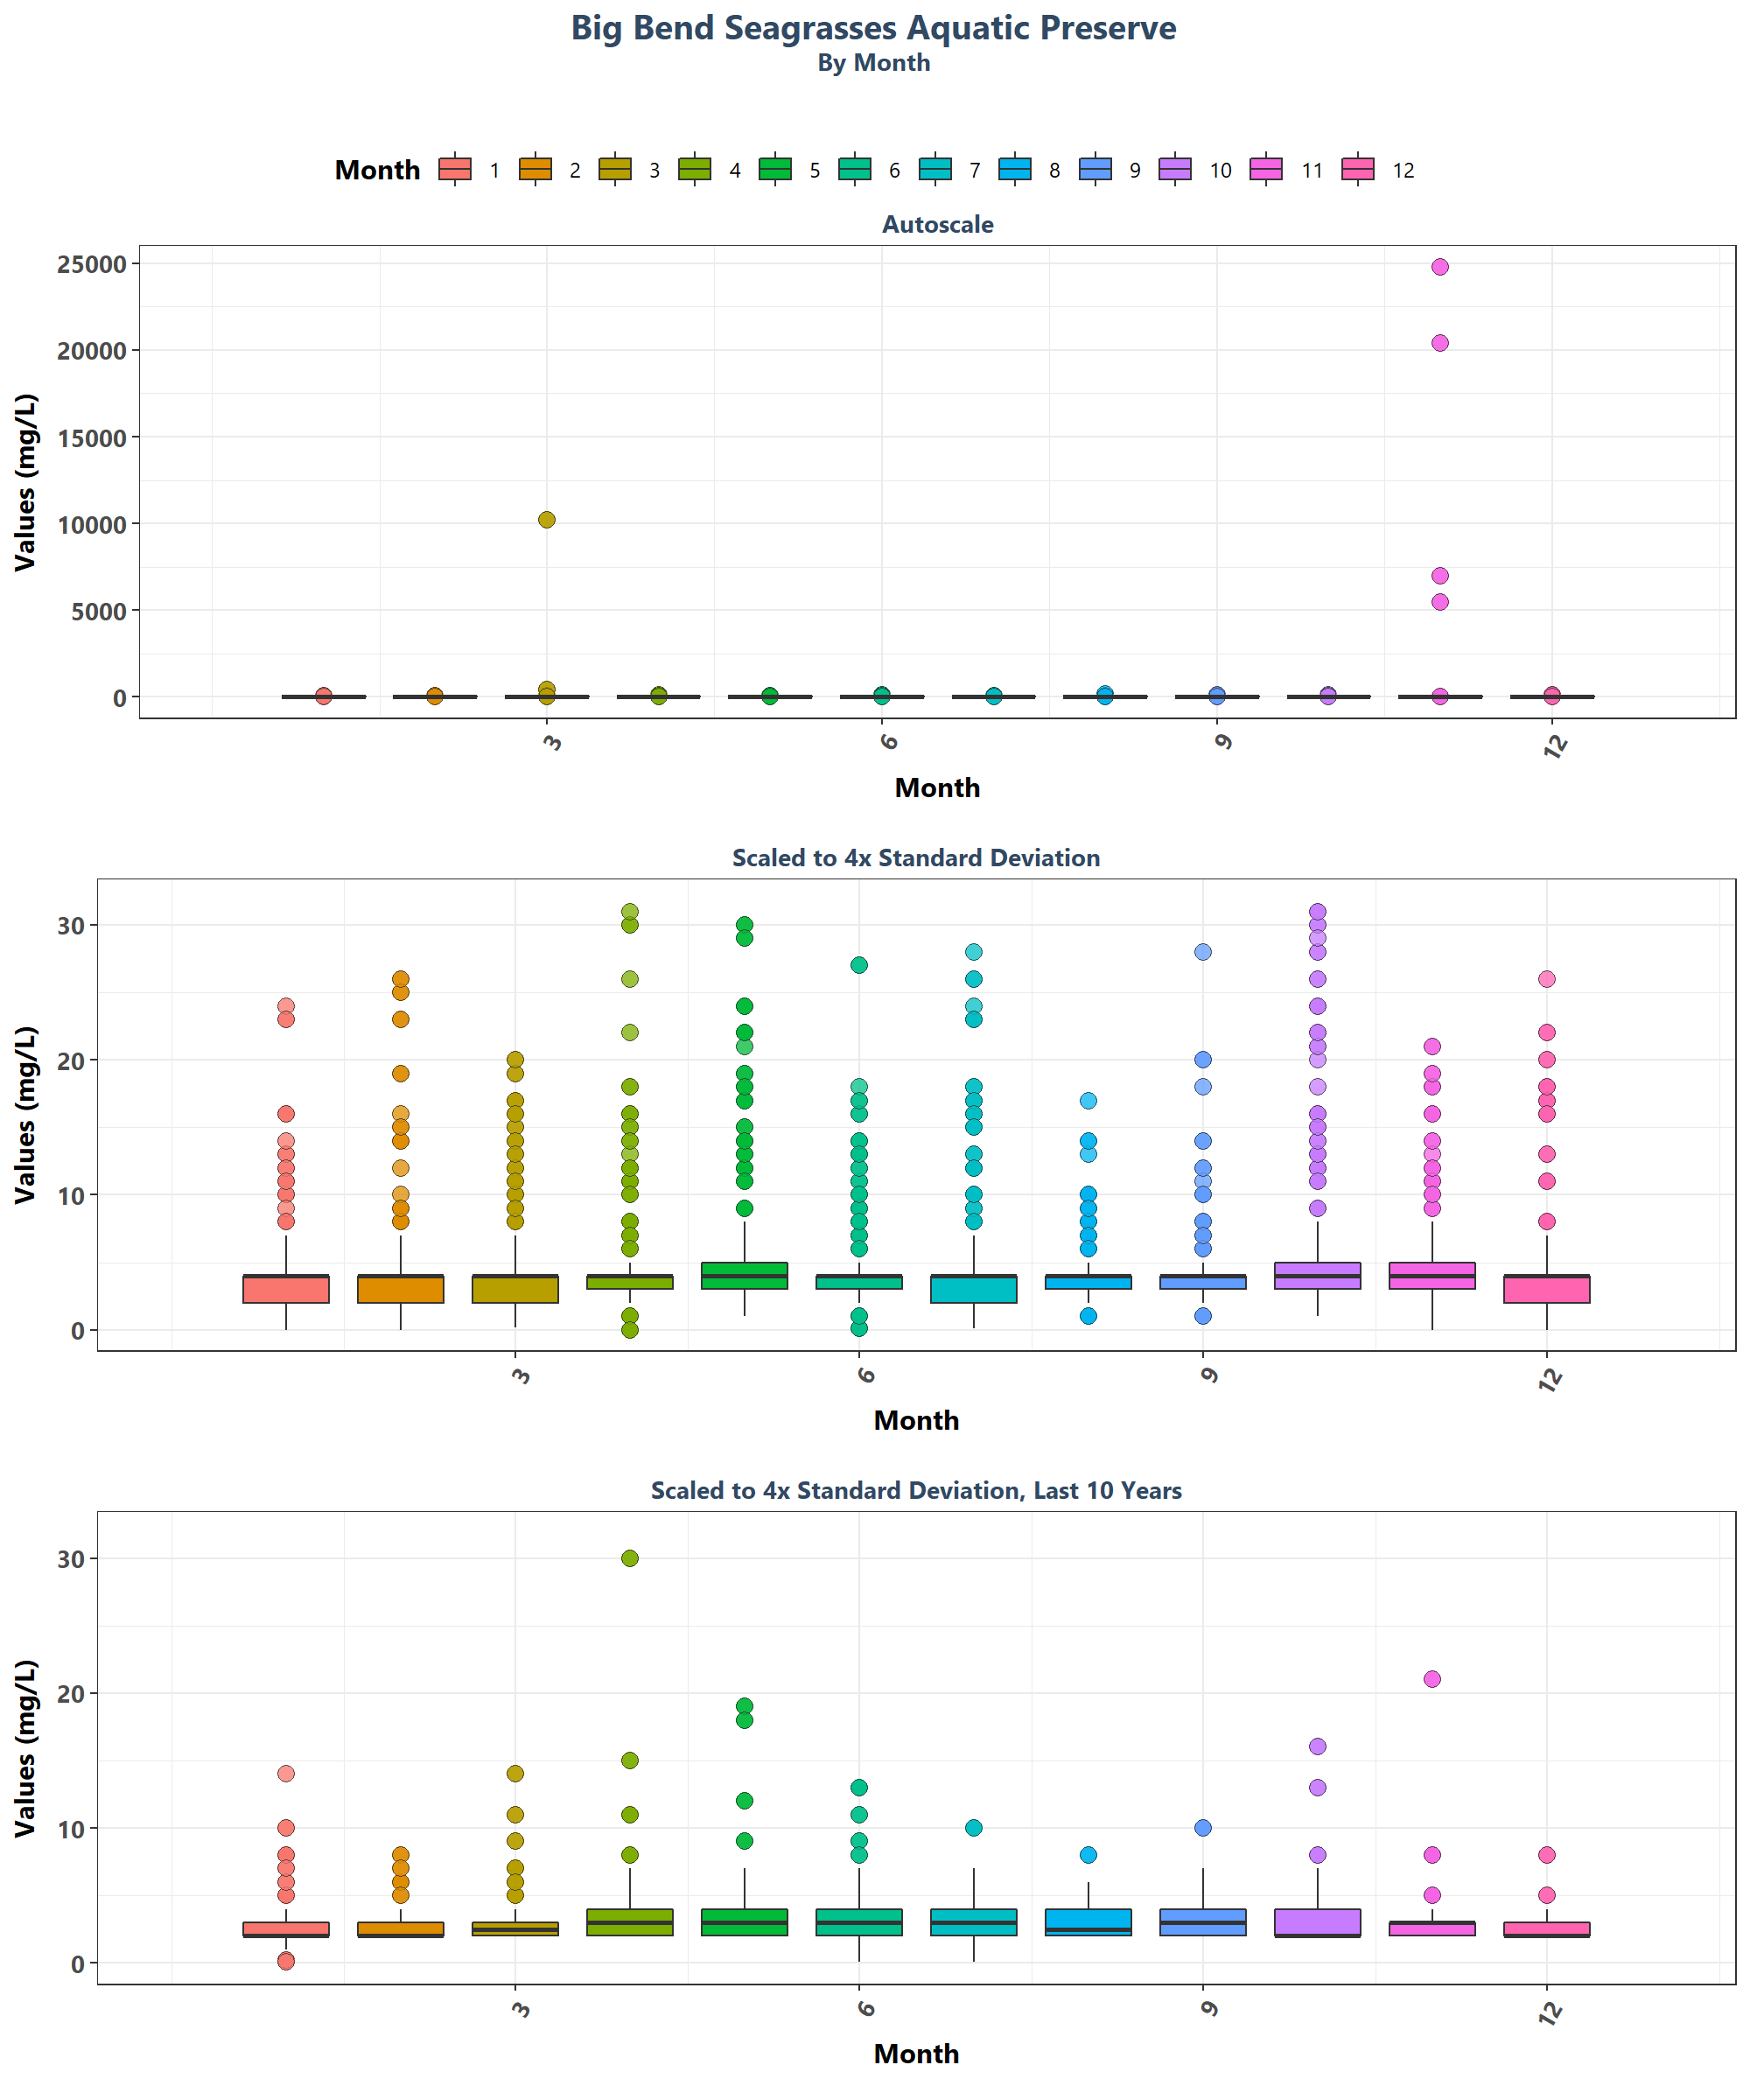 Big Bend Seagrasses Aquatic Preserve
By Month
Month 1 2 3 4 5 6 7 8 9 10 11 12
Autoscale
Values (mg/L)
25000
20000
15000
10000
5000
0
3 6 9 12
Month
Scaled to 4x Standard Deviation
Values (mg/L)
30
20
10
0
3 6 9 12
Month
Scaled to 4x Standard Deviation, Last 10 Years
Values (mg/L)
30
20
10
0
3 6 9 12
Month